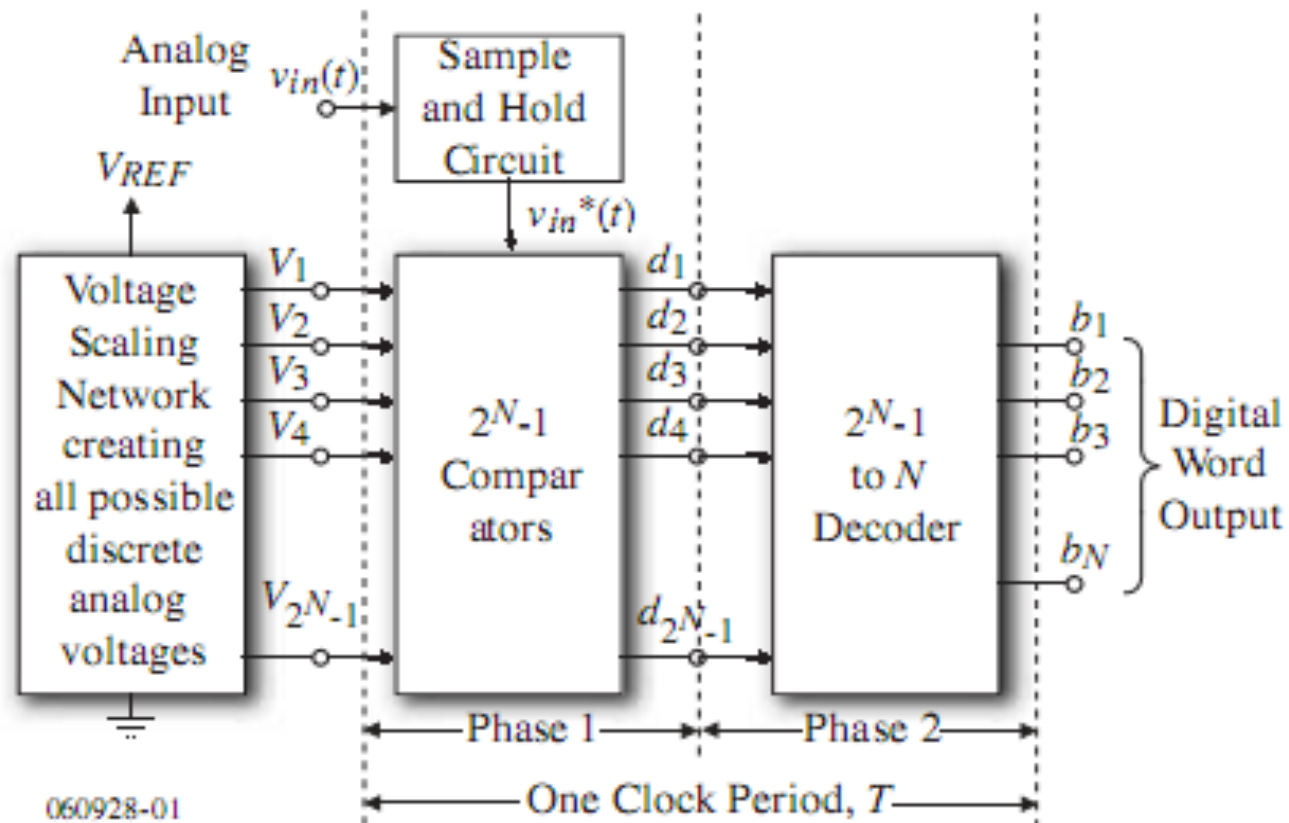 Analog
Input
vin(t)
Sample
and Hold
Circuit
VREF
vin*(t)
Voltage
Scaling
Network
creating
all possible
discrete
analog
voltages
V1
V2
V3
V4
V2N-1
2N-1
Compar
ators
d1
d2
d3
d4
d2N-1
2N-1
to N
Decoder
b1
b2
b3
bN
Digital
Word
Output
Phase 1
Phase 2
One Clock Period, T
060928-01